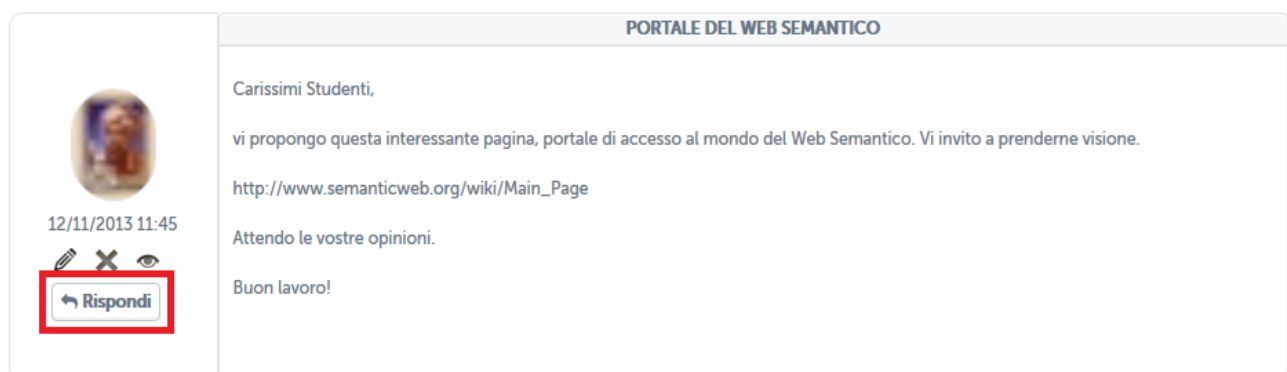 PORTALE DEL WEB SEMANTICO
Carissimi Studenti,
vi propongo questa interessante pagina, portale di accesso al mondo del Web Semantico. Vi invito a prenderne visione.
http://www.semanticweb.org/wiki/Main_Page
Attendo le vostre opinioni.
Buon lavoro!
12/11/2013 11:45
Rispondi